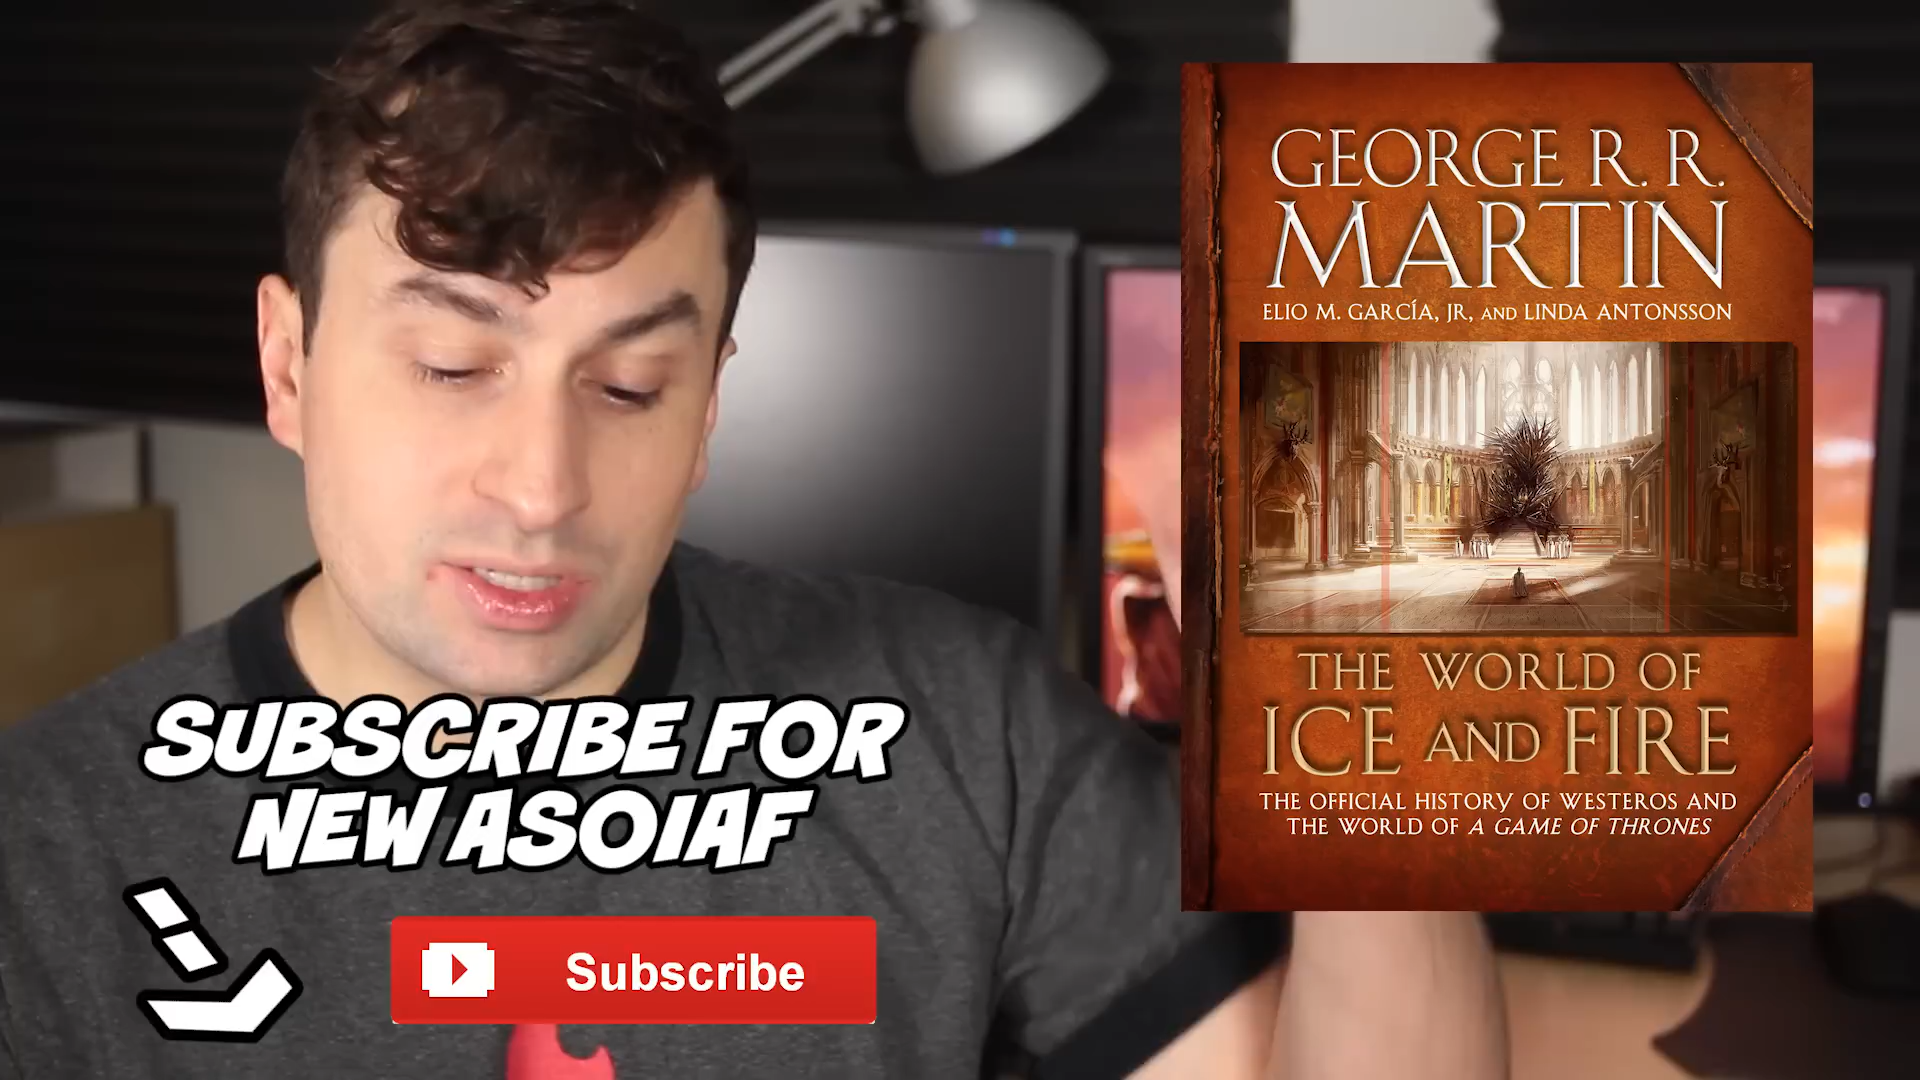 SUBSCRIBE FOR
NEW ASOIAF
Subscribe
GEORGE R. R.
MARTIN
ELIO M. GARCÍA, JR, AND LINDA ANTONSSON
THE WORLD OF
ICE AND FIRE
THE OFFICIAL HISTORY OF WESTEROS AND
THE WORLD OF A GAME OF THRONES